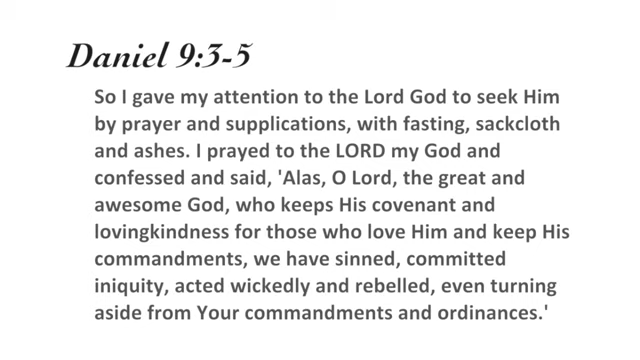 Daniel 9:3-5
So I gave my attention to the Lord God to seek Him
by prayer and supplications, with fasting, sackcloth
and ashes. I prayed to the LORD my God and
confessed and said, 'Alas, O Lord, the great and
awesome God, who keeps His covenant and
lovingkindness for those who love Him and keep His
commandments, we have sinned, committed
iniquity, acted wickedly and rebelled, even turning
aside from Your commandments and ordinances.'